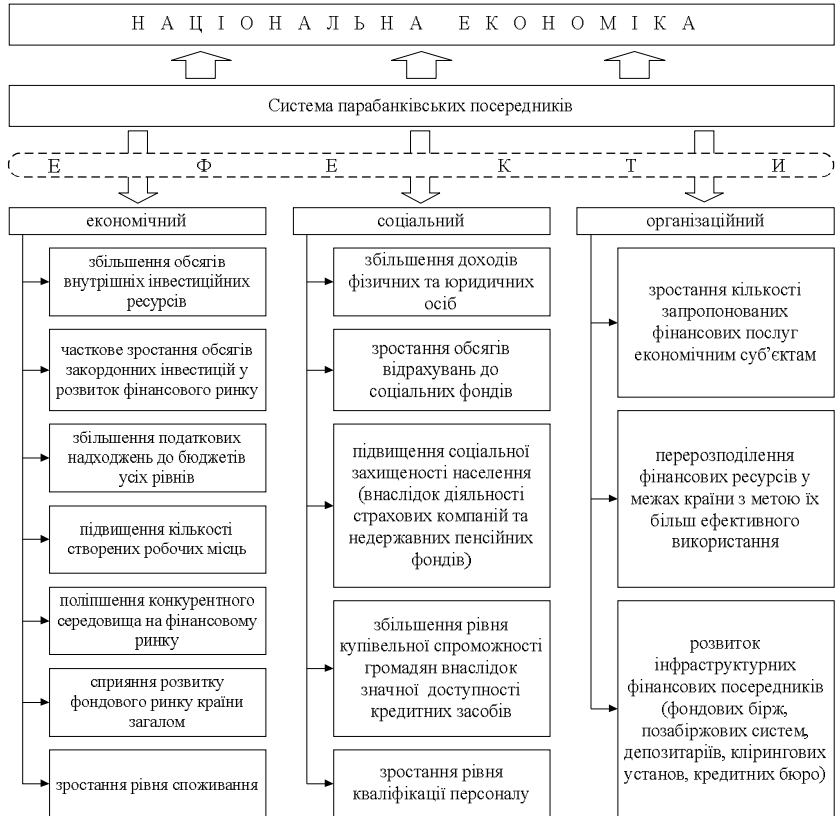 НАЦІОНАЛЬНА ЕКОНОМІКА
Система парабанківських посередників
ЕФЕКТИ
економічний
збільшення обсягів
внутрішніх інвестиційних
ресурсів
часткове зростання обсягів
закордонних інвестицій у
розвиток фінансового ринку
збільшення податкових
надходжень до бюджетів
усіх рівнів
підвищення кількості
створених робочих місць
поліпшення конкурентного
середовища на фінансовому
ринку
сприяння розвитку
фондового ринку країни
загалом
зростання рівня споживання
соціальний
збільшення доходів
фізичних та юридичних
осіб
зростання обсягів
відрахувань до
соціальних фондів
підвищення соціальної
захищеності населення
(внаслідок діяльності
страхових компаній та
недержавних пенсійних
фондів)
збільшення рівня
купівельної спроможності
громадян внаслідок
значної доступності
кредитних засобів
зростання рівня
кваліфікації персоналу
організаційний
зростання кількості
запропонованих
фінансових послуг
економічним суб’єктам
перерозподілення
фінансових ресурсів у
межах країни з метою їх
більш ефективного
використання
розвиток
інфраструктурних
фінансових посередників
(фондових бірж,
позабіржових систем,
депозитаріїв, клірингових
установ, кредитних бюро)